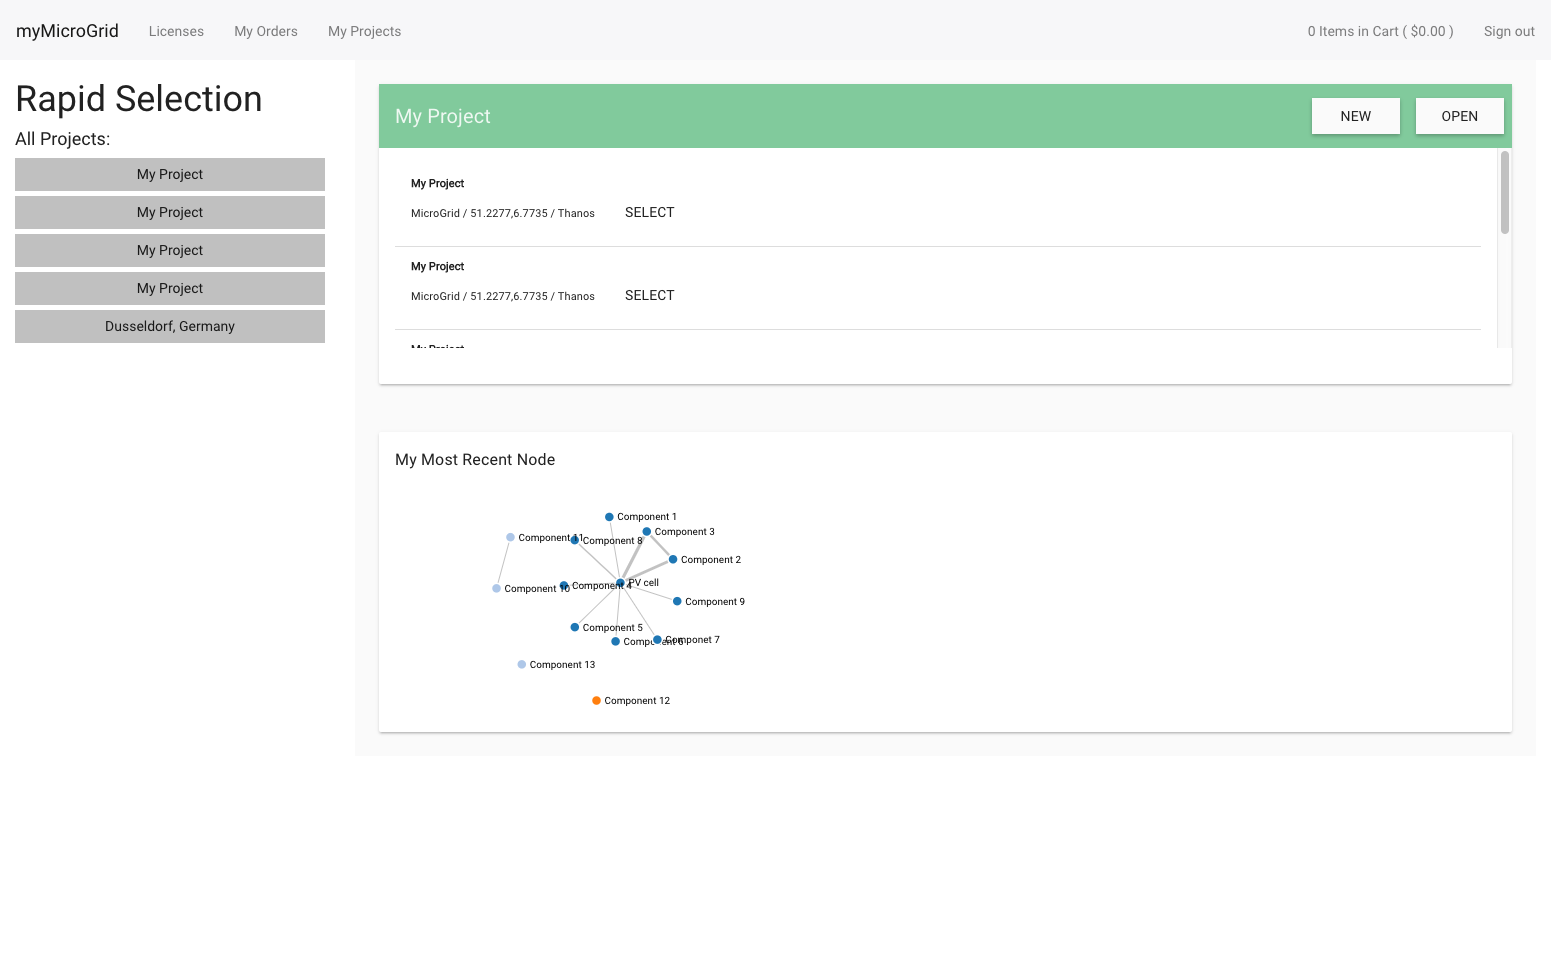 myMicroGrid Licenses My Orders My Projects 0 Items in Cart ( $0.00 ) Sign out
Rapid Selection
All Projects:
My Project
My Project
My Project
My Project
Dusseldorf, Germany
My Project NEW OPEN
My Project
MicroGrid / 51.2277,6.7735 / Thanos SELECT
My Project
MicroGrid / 51.2277,6.7735 / Thanos SELECT
My Project
My Most Recent Node
Component 1
Component 3
Component 11
Component 8
Component 2
PV cell
Component 4
Component 10
Component 9
Component 5
Component 6
Componet 7
Component 13
Component 12